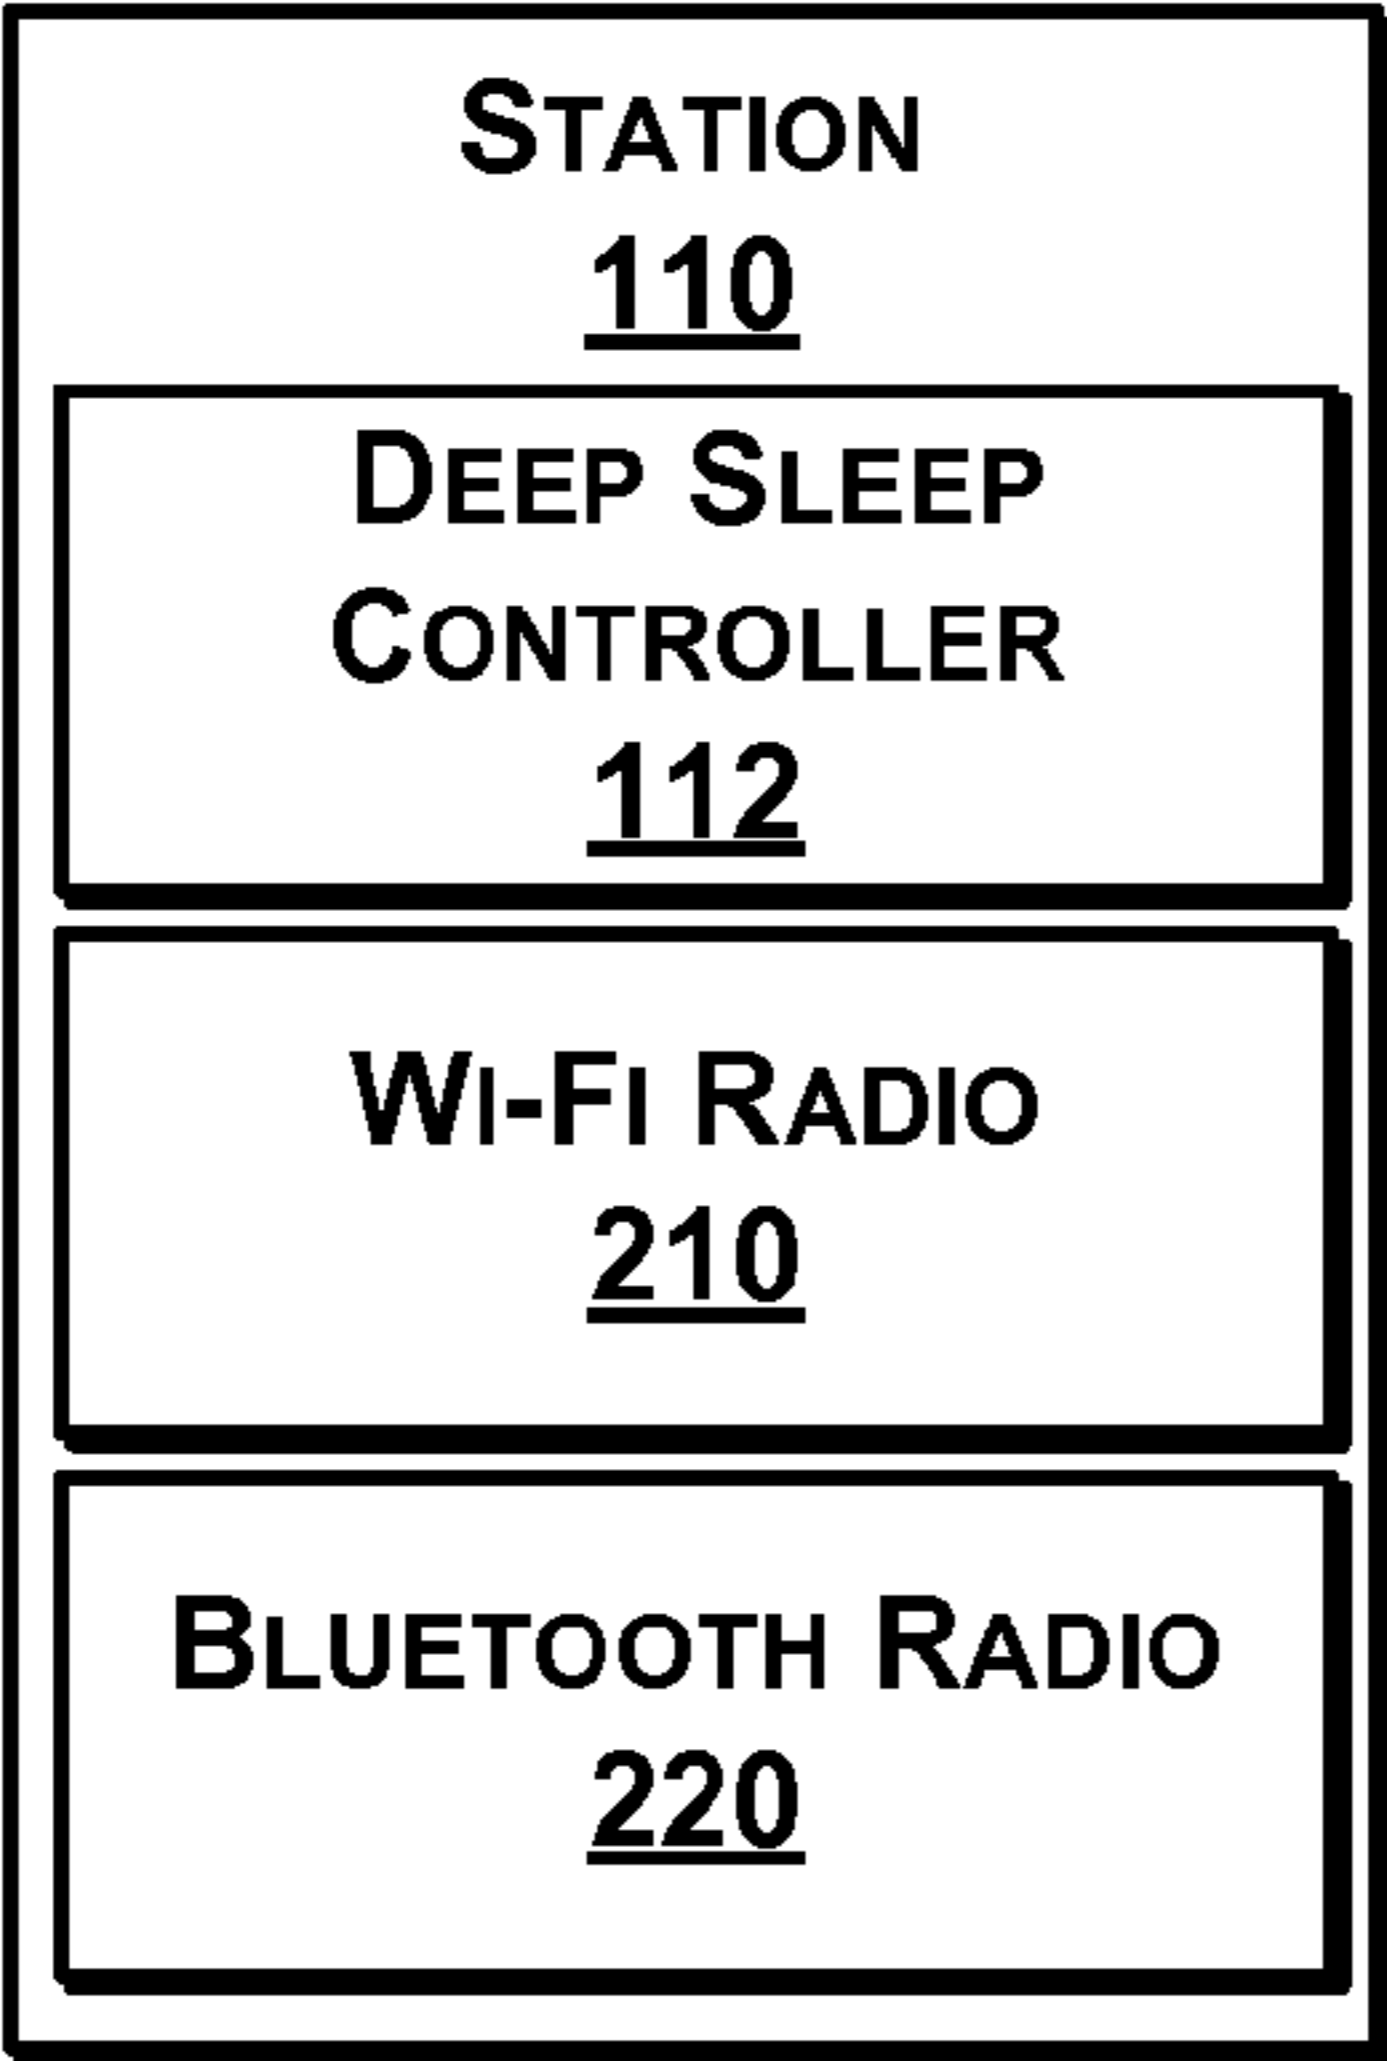 STATION
110
DEEP SLEEP
CONTROLLER
112
WI-FI RADIO
210
BLUETOOTH RADIO
220